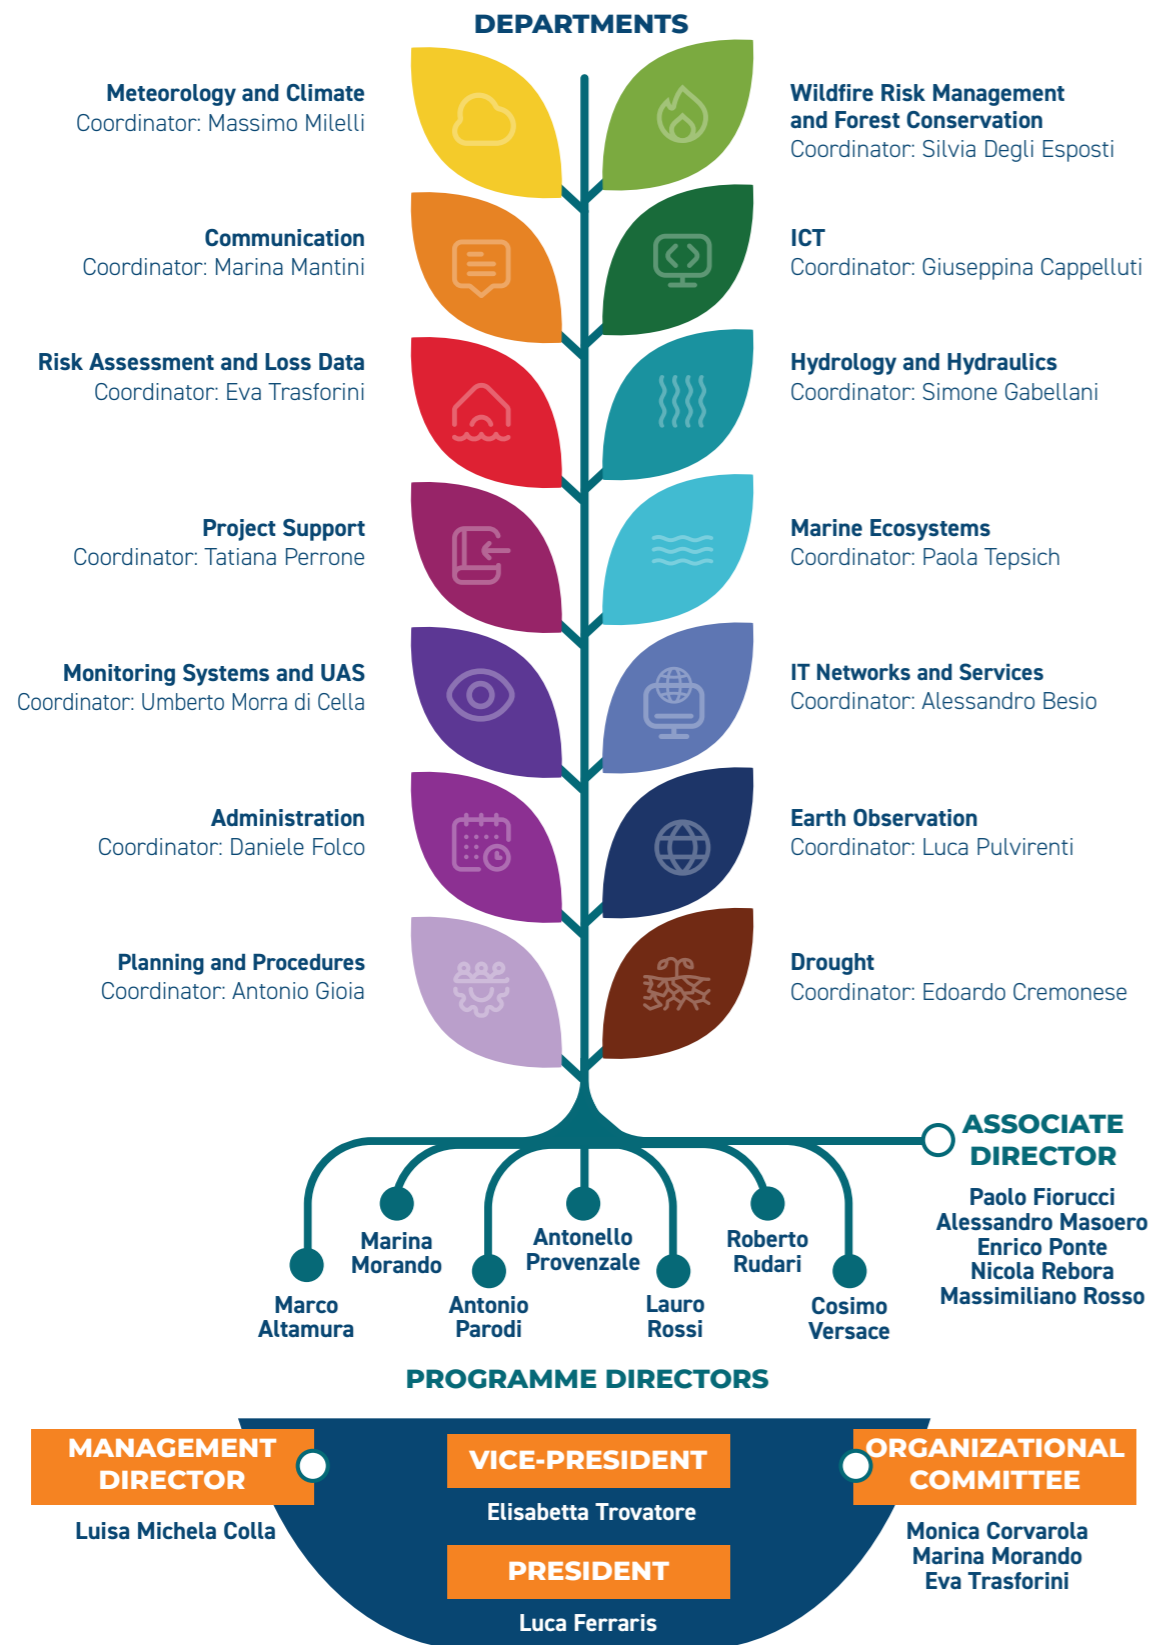 DEPARTMENTS
Meteorology and Climate
Coordinator: Massimo Milelli
Wildfire Risk Management
and Forest Conservation
Coordinator: Silvia Degli Esposti
Communication
Coordinator: Marina Mantini
ICT
Coordinator: Giuseppina Cappelluti
Risk Assessment and Loss Data
Coordinator: Eva Trasforini
Hydrology and Hydraulics
Coordinator: Simone Gabellani
Project Support
Coordinator: Tatiana Perrone
Marine Ecosystems
Coordinator: Paola Tepsich
Monitoring Systems and UAS
Coordinator: Umberto Morra di Cella
IT Networks and Services
Coordinator: Alessandro Besio
Administration
Coordinator: Daniele Folco
Earth Observation
Coordinator: Luca Pulvirenti
Planning and Procedures
Coordinator: Antonio Gioia
Drought
Coordinator: Edoardo Cremonese
ASSOCIATE
DIRECTOR
Paolo Fiorucci
Alessandro Masoero
Enrico Ponte
Nicola Rebora
Massimiliano Rosso
Marco
Altamura
Marina
Morando
Antonio
Parodi
Antonello
Provenzale
Lauro
Rossi
Roberto
Rudari
Cosimo
Versace
PROGRAMME DIRECTORS
MANAGEMENT
DIRECTOR
Luisa Michela Colla
VICE-PRESIDENT
Elisabetta Trovatore
PRESIDENT
Luca Ferraris
ORGANIZATIONAL
COMMITTEE
Monica Corvarola
Marina Morando
Eva Trasforini